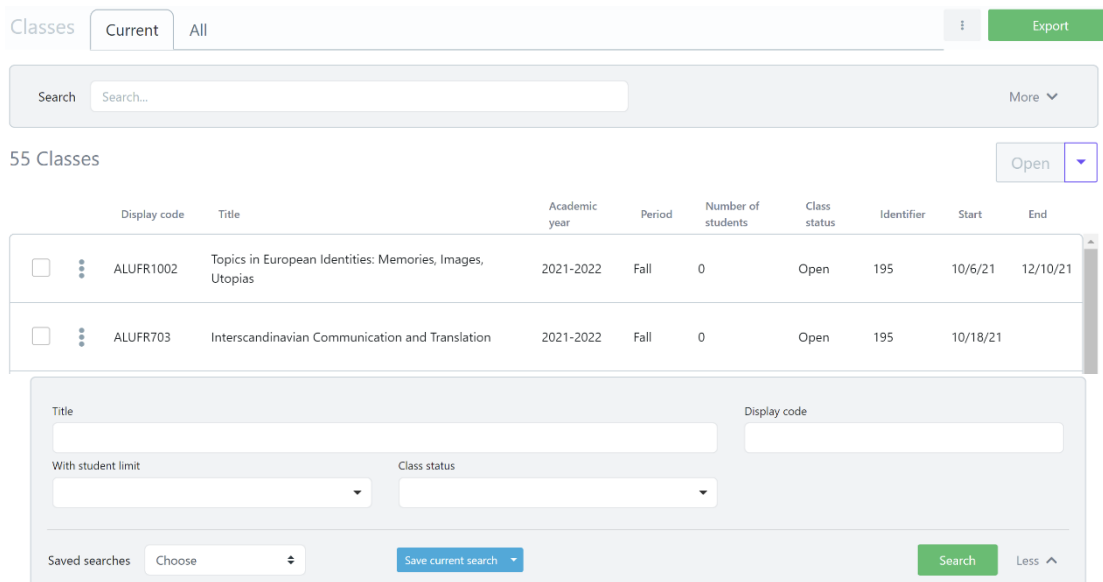 Classes Current All Export
Search Search... More
55 Classes Open
Display code Title Academic year Period Number of students Class status Identifier Start End
ALUFR1002 Topics in European Identities: Memories, Images, Utopias 2021-2022 Fall 0 Open 195 10/6/21 12/10/21
ALUFR703 Interscandinavian Communication and Translation 2021-2022 Fall 0 Open 195 10/18/21
Title Display code
With student limit Class status
Saved searches Choose Save current search Search Less